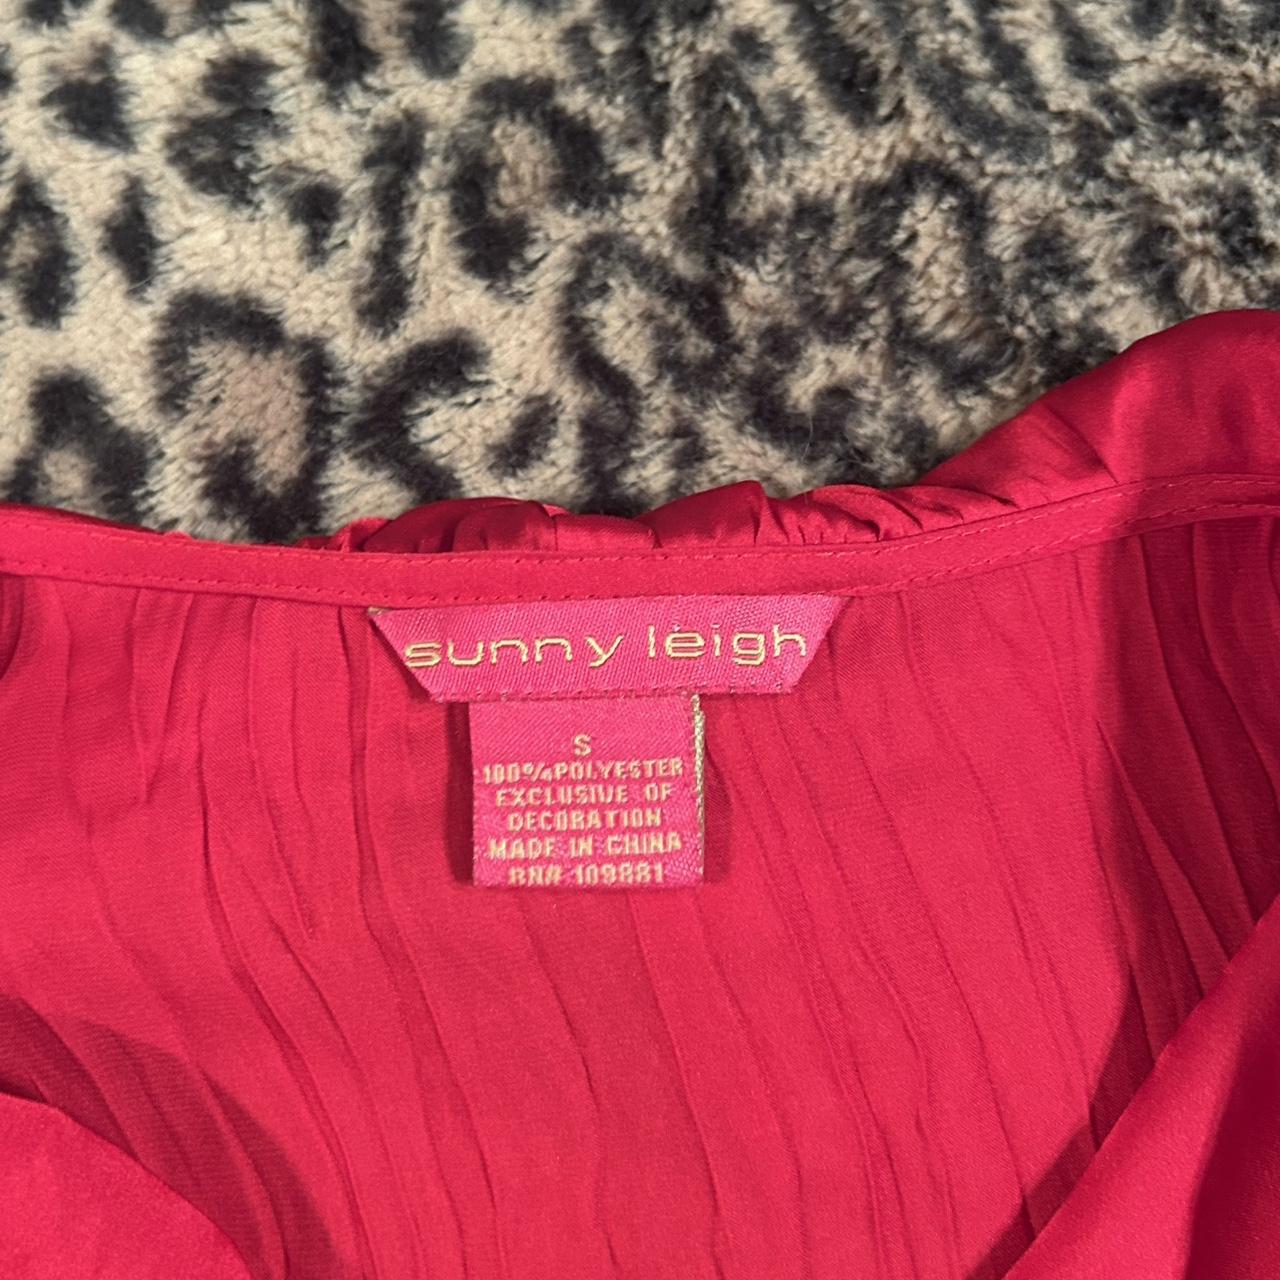 sunny leigh
S
100%POLYESTER
EXCLUSIVE OF
DECORATION
MADE IN CHINA
RN# 109881